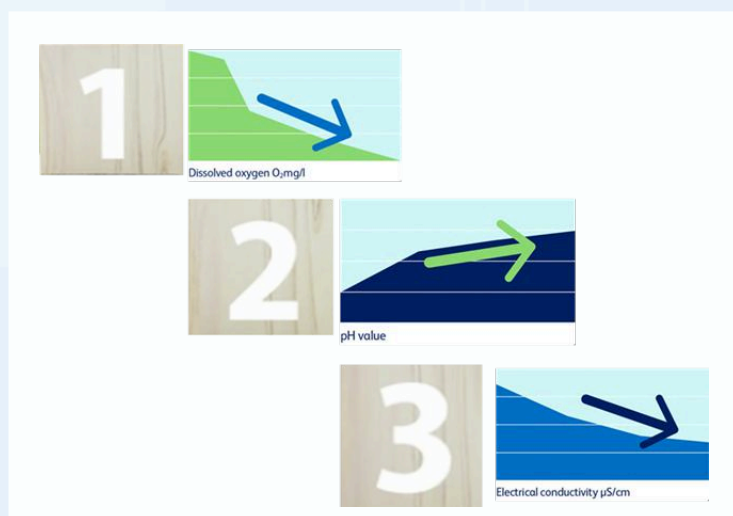 1
Dissolved oxygen O₂mg/l
2
pH value
3
Electrical conductivity µS/cm